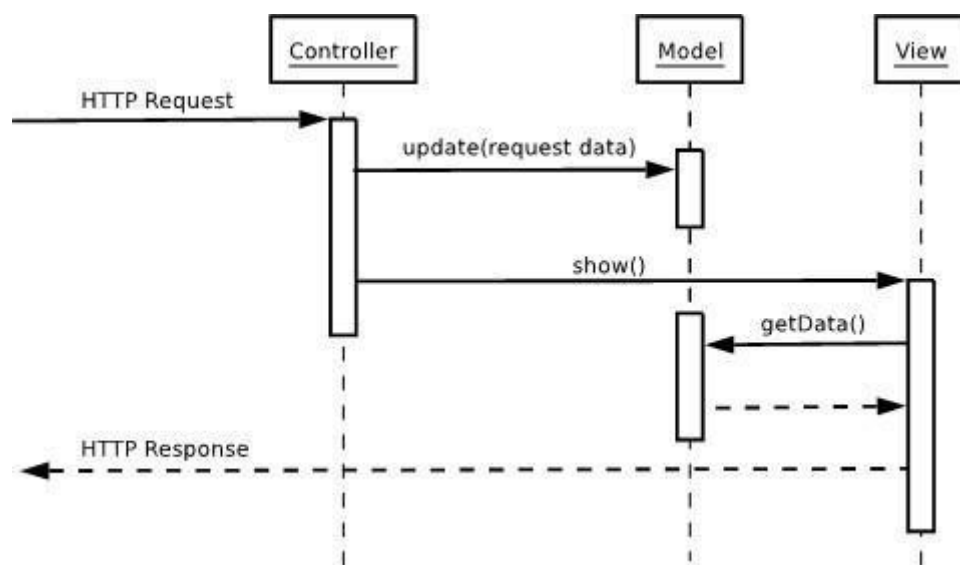 Controller
Model
View
HTTP Request
update(request data)
show()
getData()
HTTP Response